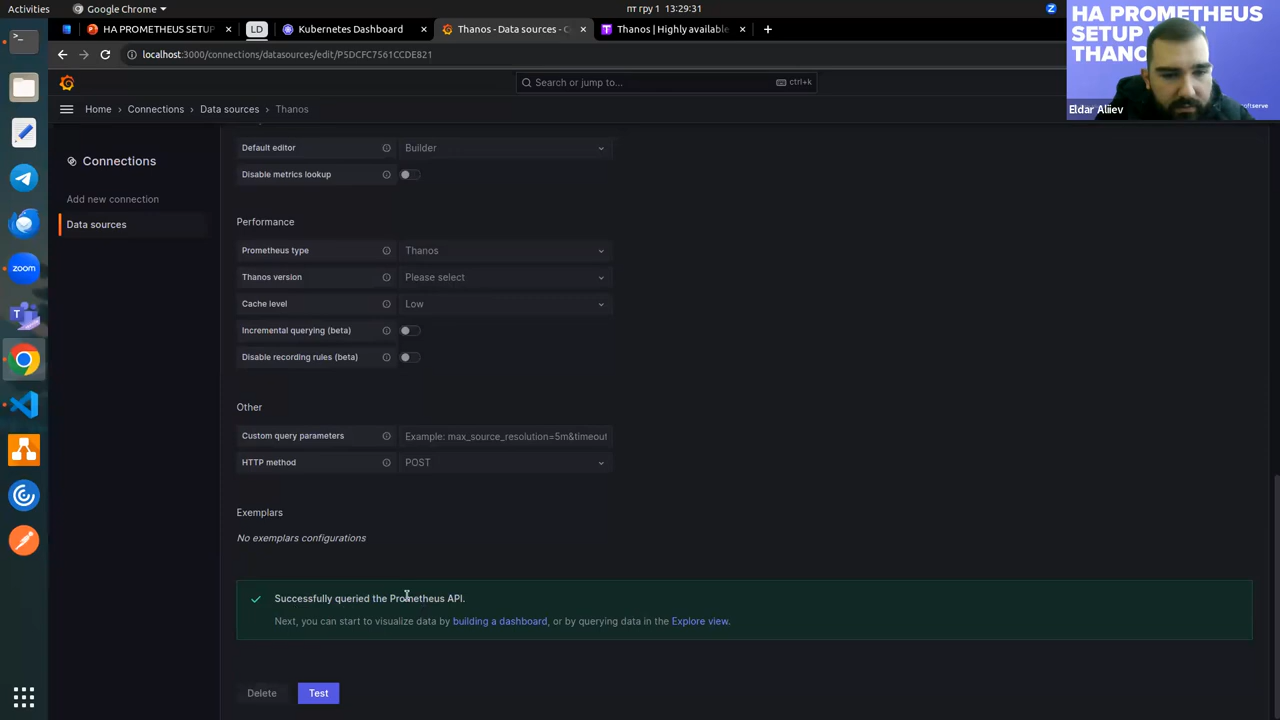 Activities
Google Chrome
пт гру 1 13:29:31
Z
HA PROMETHEUS SETUP
LD
Kubernetes Dashboard
Thanos - Data sources - C
Thanos | Highly available
localhost:3000/connections/datasources/edit/P5DCFC7561CCDE821
HA PROMETHEUS
SETUP
THANO
softserve
Eldar Aliiev
Search or jump to...
ctrl+k
Home
Connections
Data sources
Thanos
Connections
Add new connection
Data sources
Default editor
Builder
Disable metrics lookup
Performance
Prometheus type
Thanos
Thanos version
Please select
Cache level
Low
Incremental querying (beta)
Disable recording rules (beta)
Other
Custom query parameters
Example: max_source_resolution=5m&timeout
HTTP method
POST
Exemplars
No exemplars configurations
Successfully queried the Prometheus API.
Next, you can start to visualize data by building a dashboard, or by querying data in the Explore view.
Delete
Test
zoom